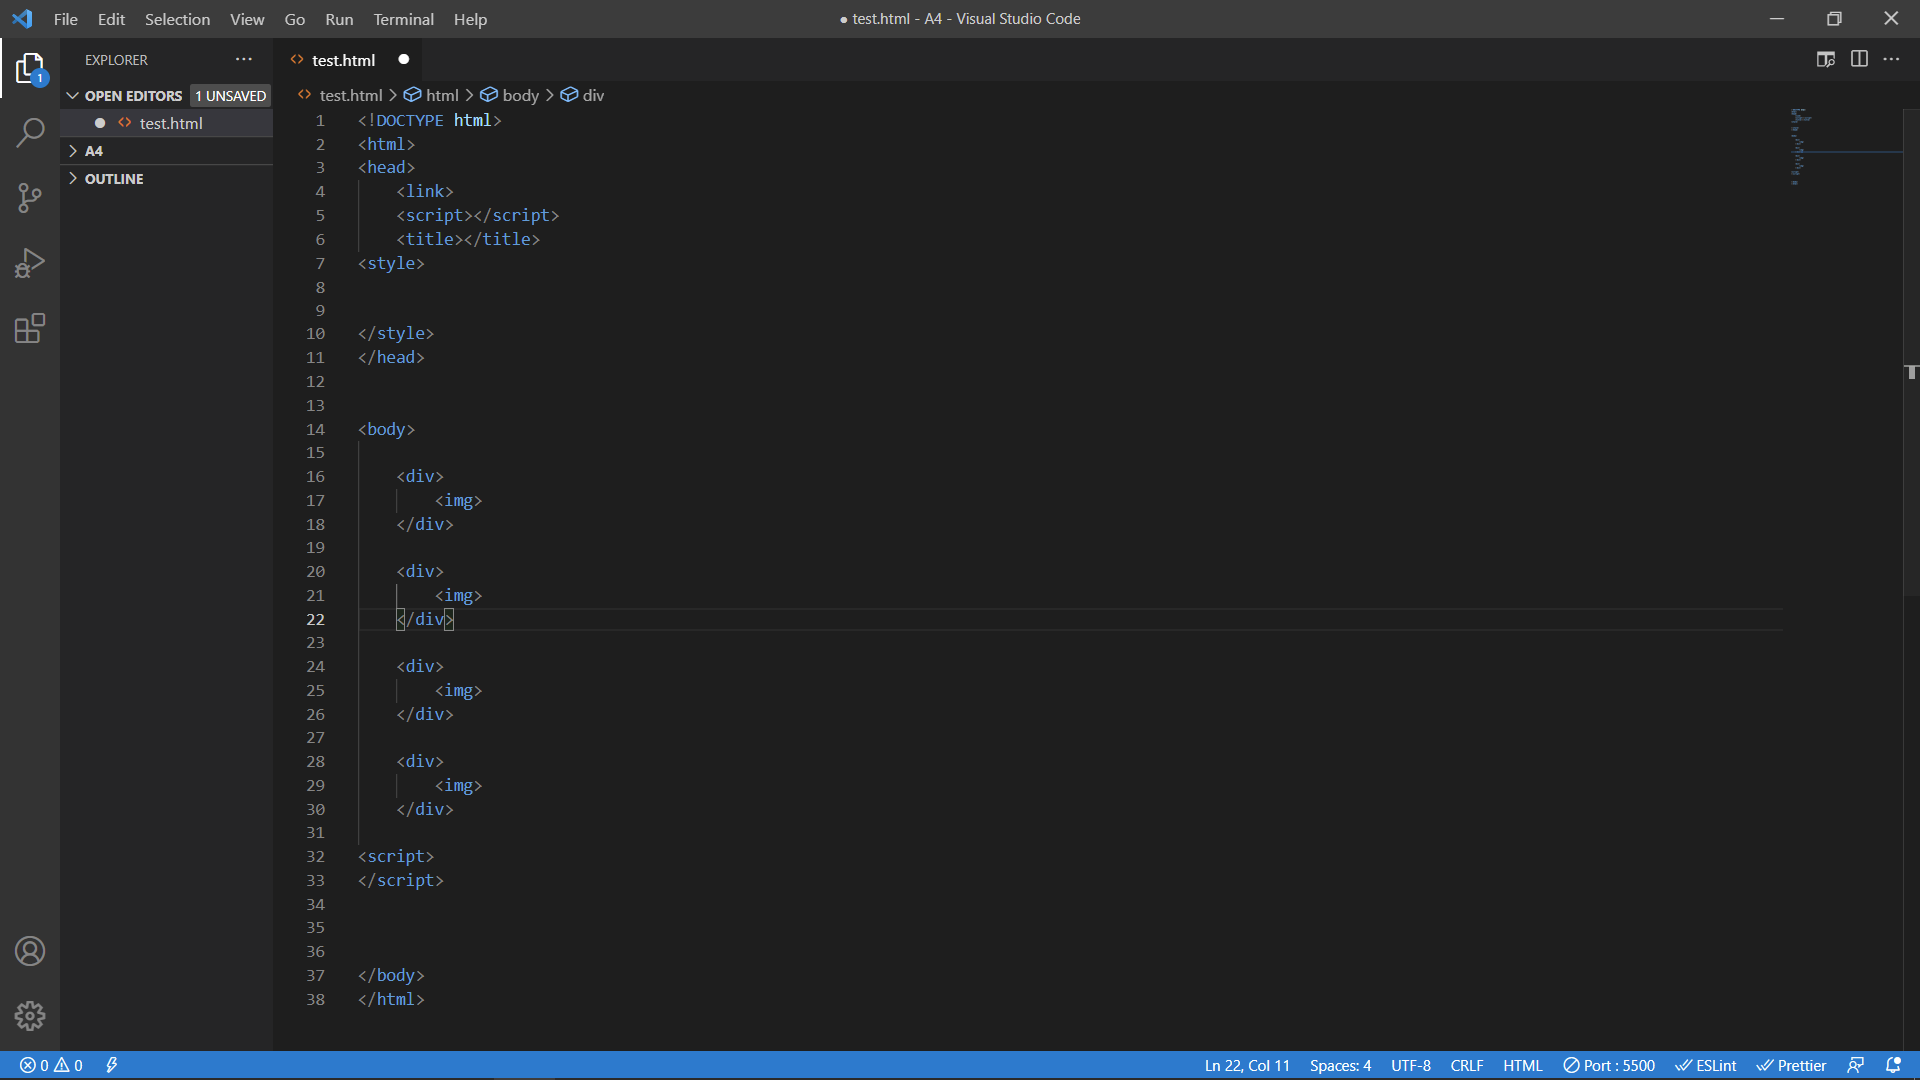 File Edit Selection View Go Run Terminal Help
● test.html - A4 - Visual Studio Code
EXPLORER ...
1
OPEN EDITORS 1 UNSAVED
test.html
A4
OUTLINE
test.html
test.html > html > body > div
1 <!DOCTYPE html>
2 <html>
3 <head>
4     <link>
5     <script></script>
6     <title></title>
7 <style>
8
9
10 </style>
11 </head>
12
13
14 <body>
15
16     <div>
17         <img>
18     </div>
19
20     <div>
21         <img>
22     </div>
23
24     <div>
25         <img>
26     </div>
27
28     <div>
29         <img>
30     </div>
31
32 <script>
33 </script>
34
35
36
37 </body>
38 </html>
0 0 Ln 22, Col 11 Spaces: 4 UTF-8 CRLF HTML Port : 5500 ESLint Prettier